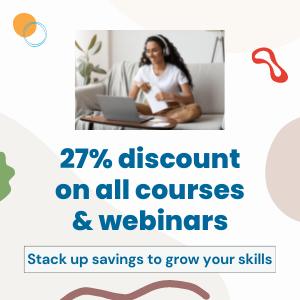 27% discount
on all courses
& webinars
Stack up savings to grow your skills